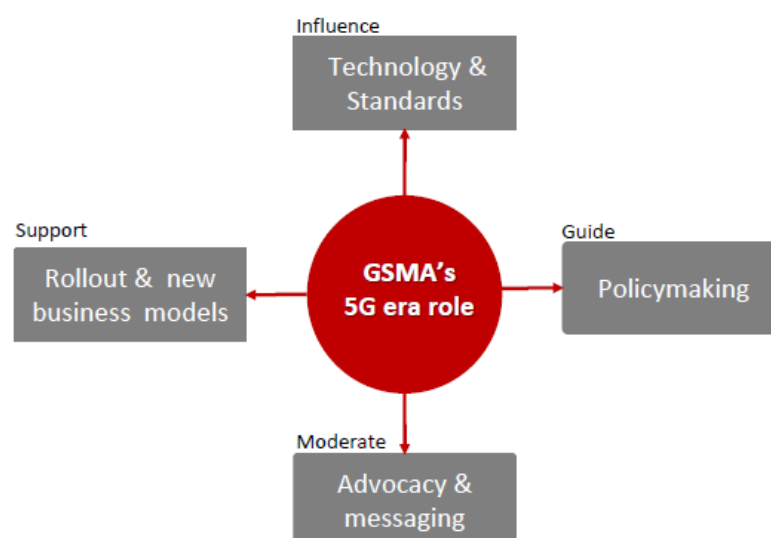 Influence
Technology &
Standards
Support
Rollout & new
business models
GSMA's
5G era role
Guide
Policymaking
Moderate
Advocacy &
messaging